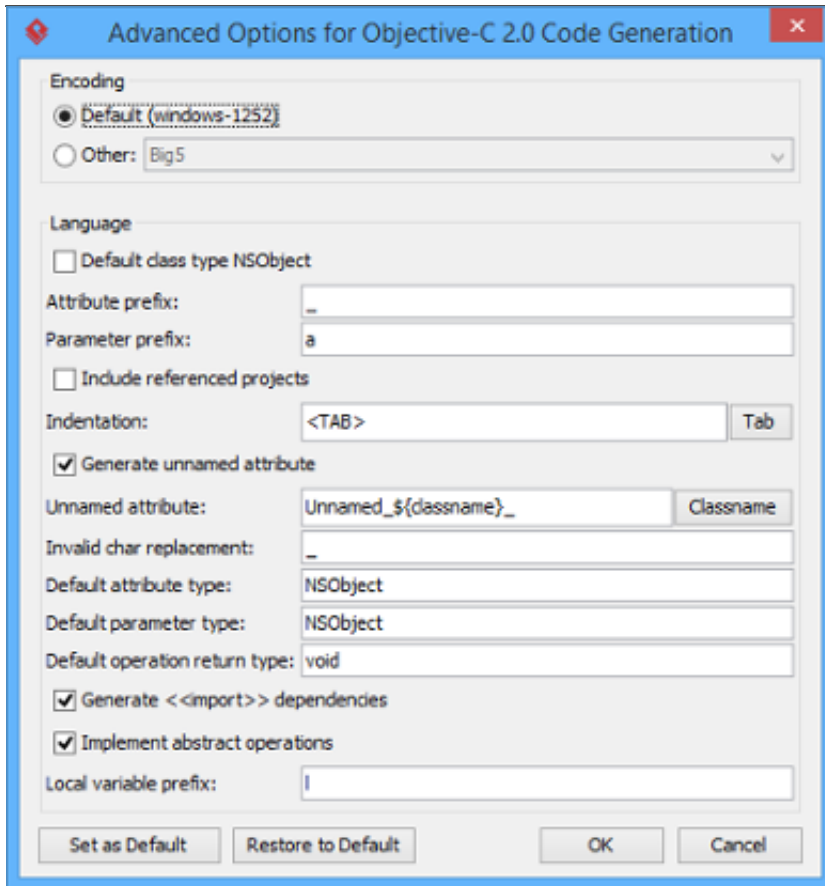 Advanced Options for Objective-C 2.0 Code Generation
Encoding
Default (windows-1252)
Other: Big5
Language
Default class type NSObject
Attribute prefix: _
Parameter prefix: a
Include referenced projects
Indentation: <TAB> Tab
Generate unnamed attribute
Unnamed attribute: Unnamed_${classname}_ Classname
Invalid char replacement: _
Default attribute type: NSObject
Default parameter type: NSObject
Default operation return type: void
Generate <<import>> dependencies
Implement abstract operations
Local variable prefix: l
Set as Default Restore to Default OK Cancel